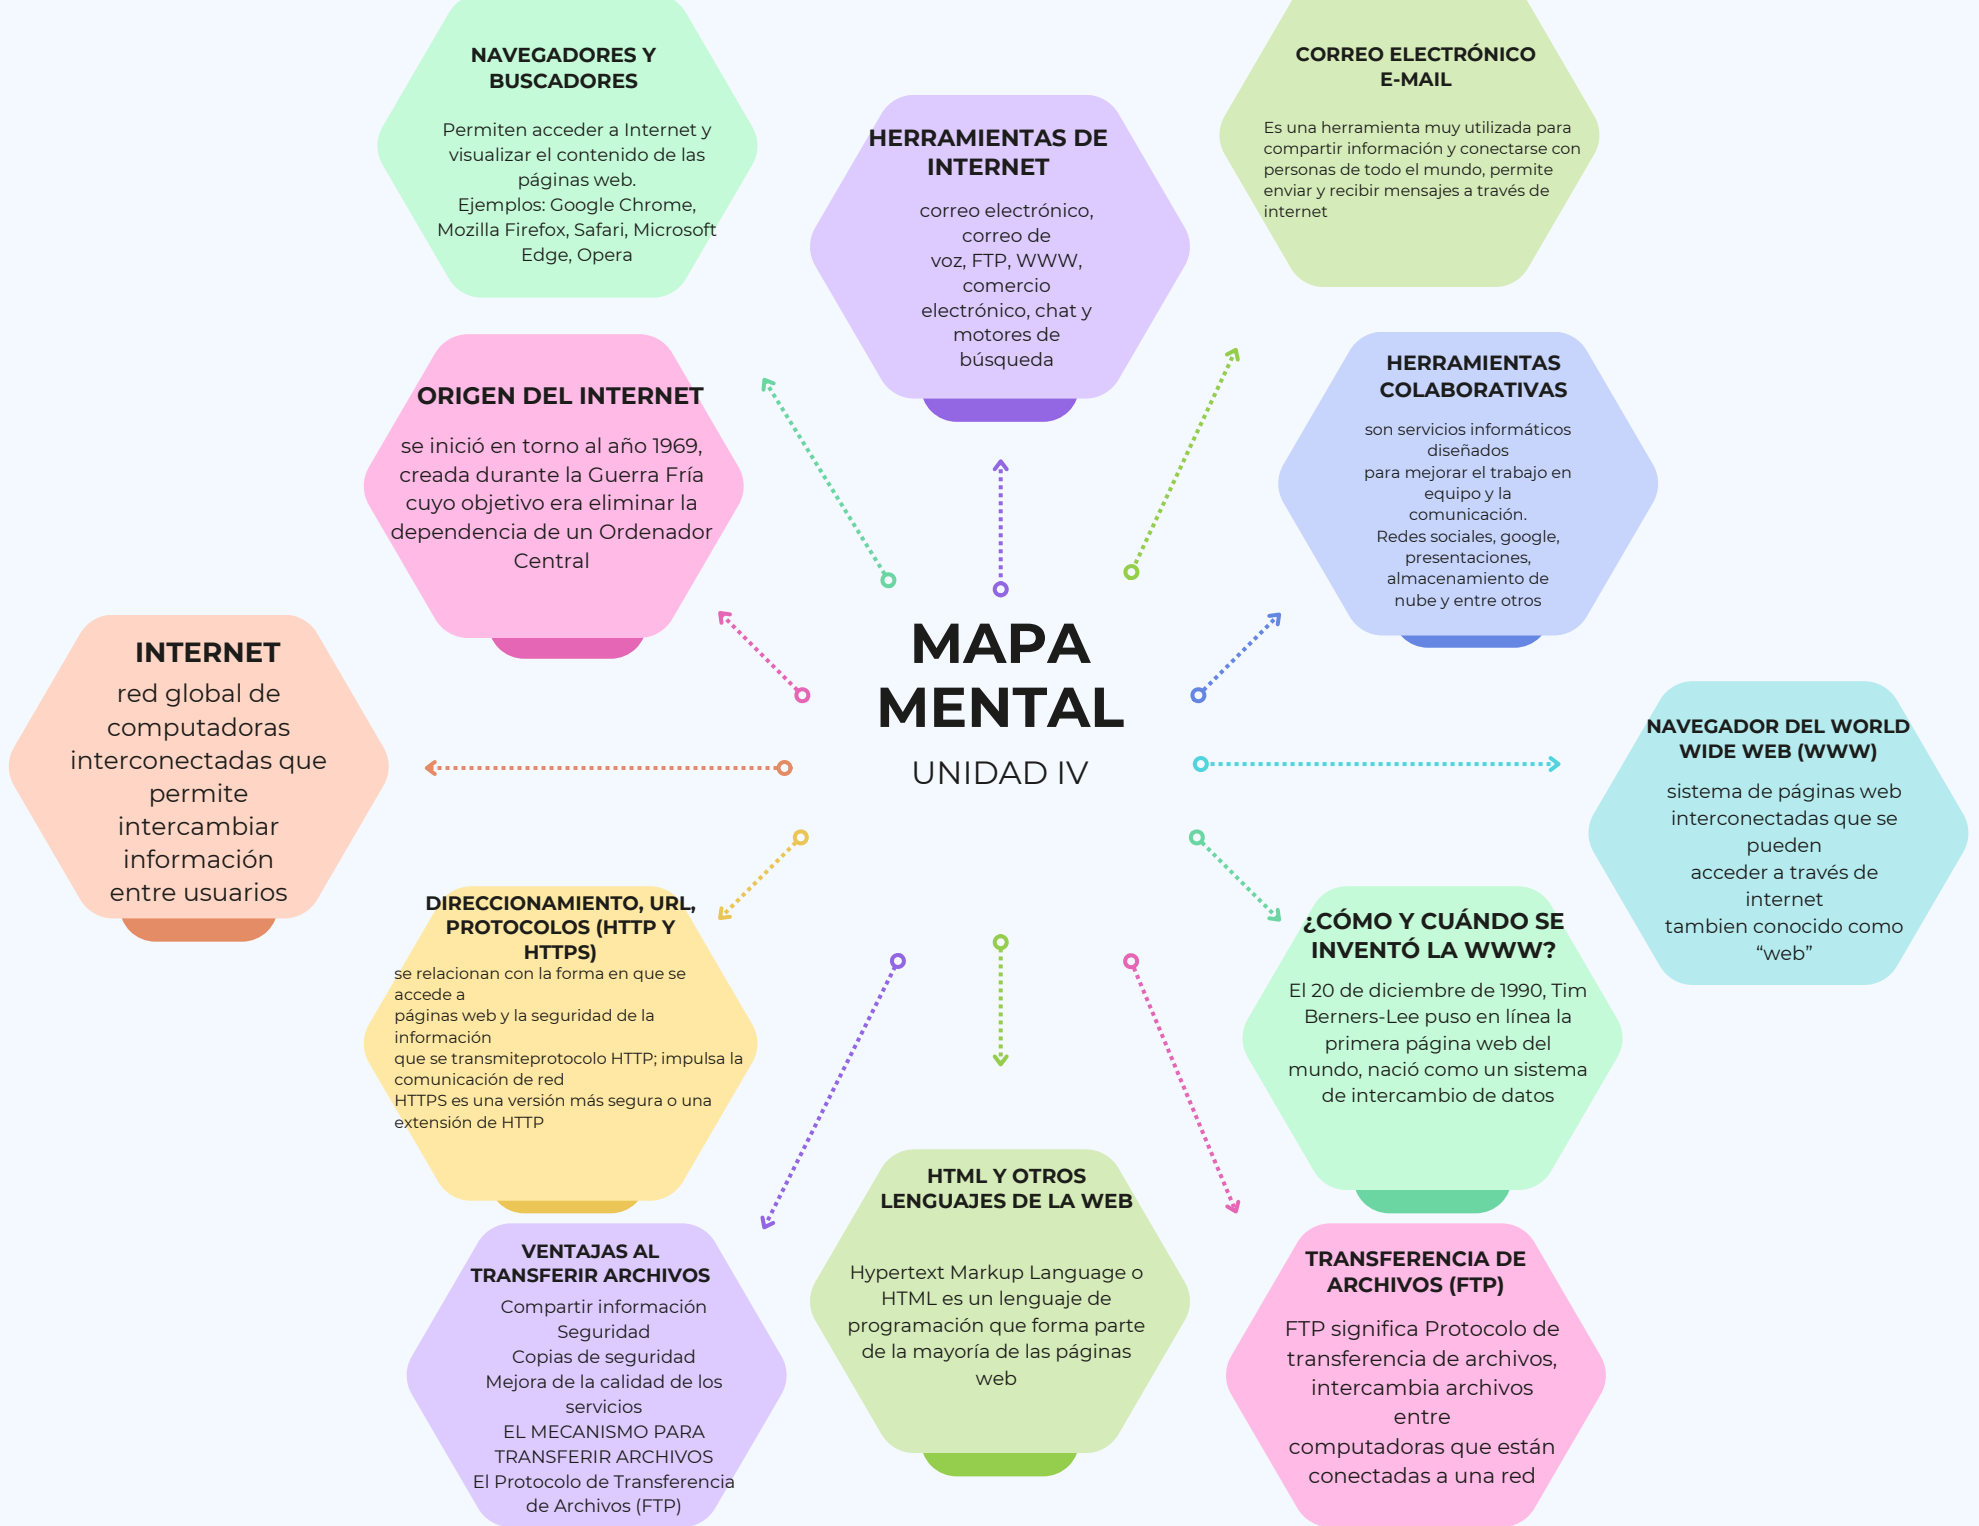 NAVEGADORES Y
BUSCADORES
Permiten acceder a Internet y
visualizar el contenido de las
páginas web.
Ejemplos: Google Chrome,
Mozilla Firefox, Safari, Microsoft
Edge, Opera
HERRAMIENTAS DE
INTERNET
correo electrónico,
correo de
voz, FTP, WWW,
comercio
electrónico, chat y
motores de
búsqueda
CORREO ELECTRÓNICO
E-MAIL
Es una herramienta muy utilizada para
compartir información y conectarse con
personas de todo el mundo, permite
enviar y recibir mensajes a través de
internet
ORIGEN DEL INTERNET
se inició en torno al año 1969,
creada durante la Guerra Fría
cuyo objetivo era eliminar la
dependencia de un Ordenador
Central
HERRAMIENTAS
COLABORATIVAS
son servicios informáticos
diseñados
para mejorar el trabajo en
equipo y la
comunicación.
Redes sociales, google,
presentaciones,
almacenamiento de
nube y entre otros
INTERNET
red global de
computadoras
interconectadas que
permite
intercambiar
información
entre usuarios
MAPA
MENTAL
UNIDAD IV
NAVEGADOR DEL WORLD
WIDE WEB (WWW)
sistema de páginas web
interconectadas que se
pueden
acceder a través de
internet
tambien conocido como
“web”
DIRECCIONAMIENTO, URL,
PROTOCOLOS (HTTP Y
HTTPS)
se relacionan con la forma en que se
accede a
páginas web y la seguridad de la
información
que se transmiteprotocolo HTTP; impulsa la
comunicación de red
HTTPS es una versión más segura o una
extensión de HTTP
¿CÓMO Y CUÁNDO SE
INVENTÓ LA WWW?
El 20 de diciembre de 1990, Tim
Berners-Lee puso en línea la
primera página web del
mundo, nació como un sistema
de intercambio de datos
VENTAJAS AL
TRANSFERIR ARCHIVOS
Compartir información
Seguridad
Copias de seguridad
Mejora de la calidad de los
servicios
EL MECANISMO PARA
TRANSFERIR ARCHIVOS
El Protocolo de Transferencia
de Archivos (FTP)
HTML Y OTROS
LENGUAJES DE LA WEB
Hypertext Markup Language o
HTML es un lenguaje de
programación que forma parte
de la mayoría de las páginas
web
TRANSFERENCIA DE
ARCHIVOS (FTP)
FTP significa Protocolo de
transferencia de archivos,
intercambia archivos
entre
computadoras que están
conectadas a una red